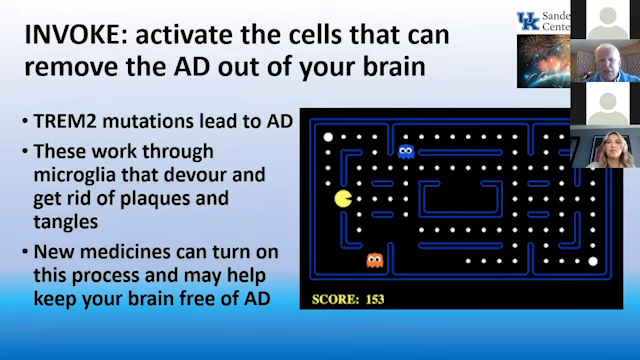 INVOKE: activate the cells that can
remove the AD out of your brain
UK
Sande
Cente
• TREM2 mutations lead to AD
• These work through
microglia that devour and
get rid of plaques and
tangles
• New medicines can turn on
this process and may help
keep your brain free of AD
SCORE: 153